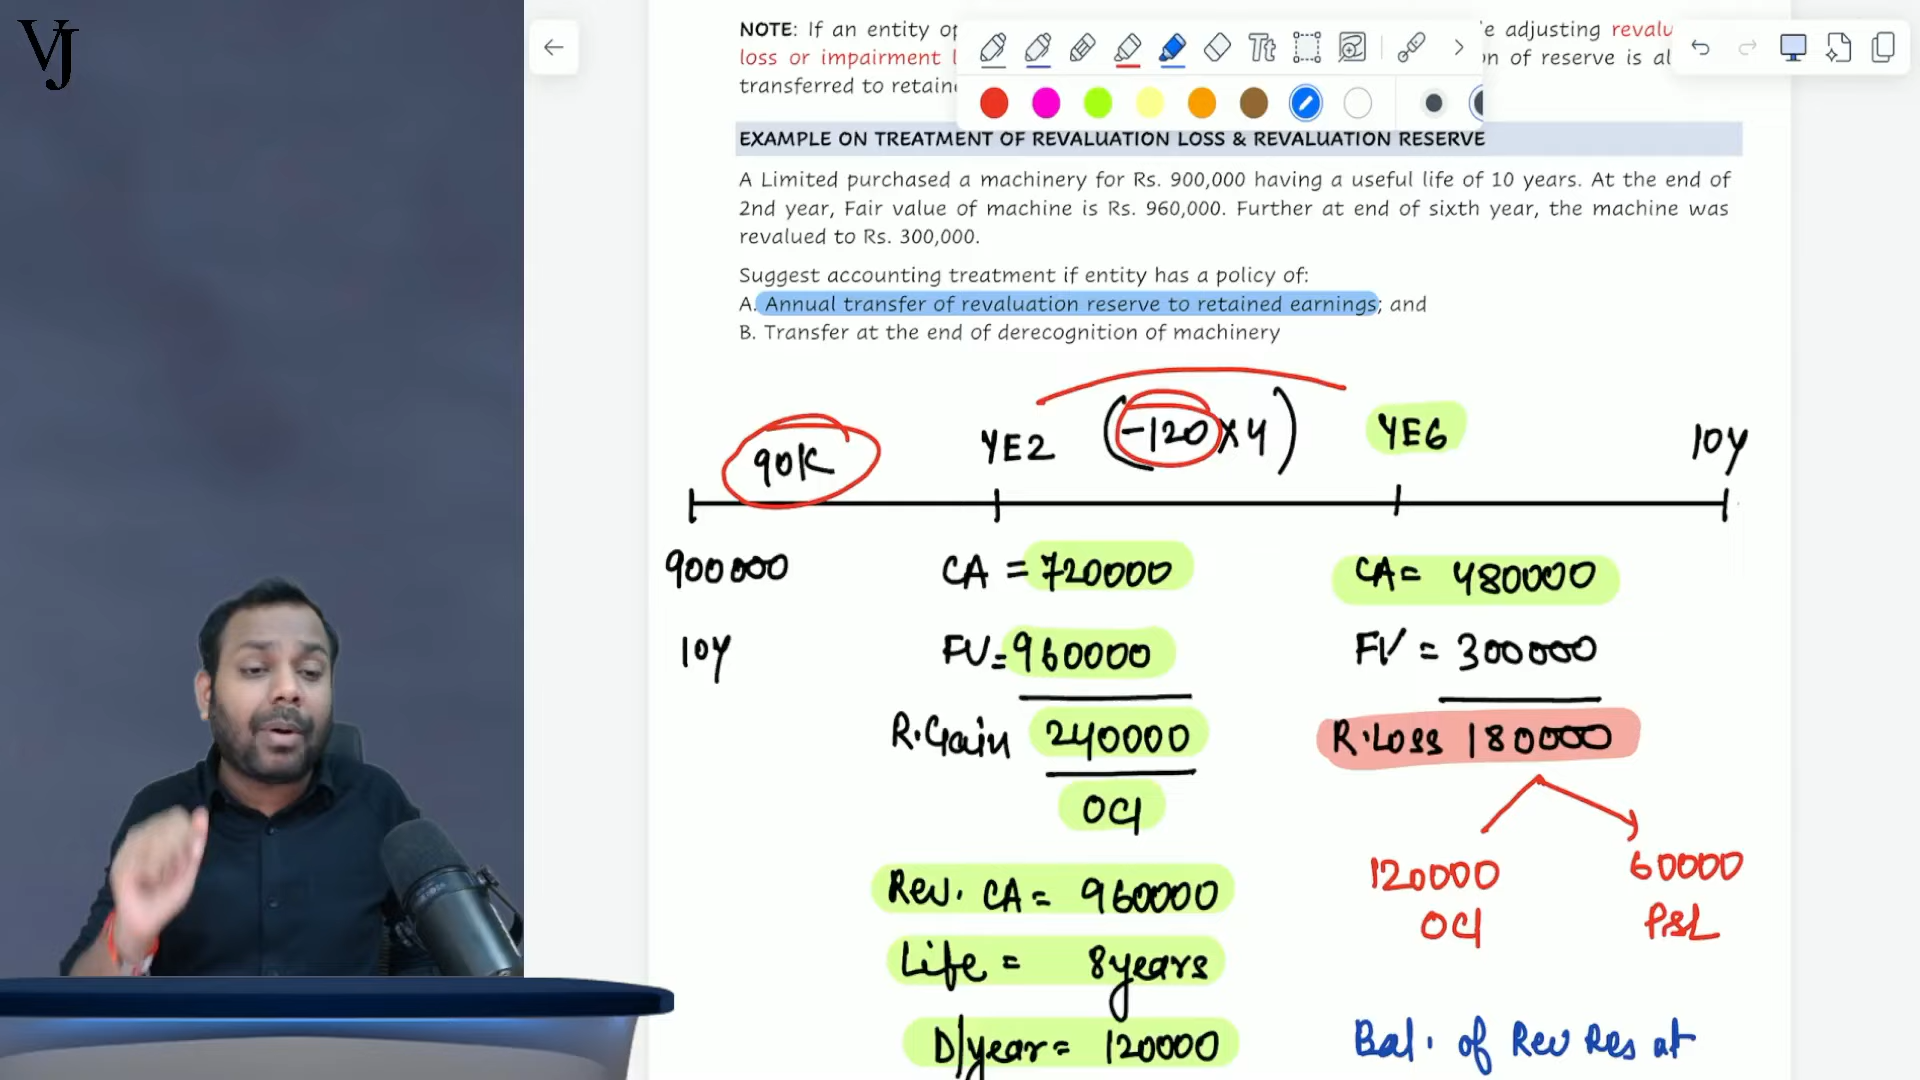 VJ
NOTE: If an entity op
e adjusting revalu
loss or impairment l
on of reserve is al
transferred to retain
Tt
EXAMPLE ON TREATMENT OF REVALUATION LOSS & REVALUATION RESERVE
A Limited purchased a machinery for Rs. 900,000 having a useful life of 10 years. At the end of
2nd year, Fair value of machine is Rs. 960,000. Further at end of sixth year, the machine was
revalued to Rs. 300,000.
Suggest accounting treatment if entity has a policy of:
A. Annual transfer of revaluation reserve to retained earnings; and
B. Transfer at the end of derecognition of machinery
90K YE2 (-120 x 4) YE6 10Y
900000 CA = 720000 CA = 480000
10Y FV = 960000 FV = 300000
R.Gain 240000 R.Loss 180000
OCI
120000 60000
OCI P&L
Rev. CA = 960000
Life = 8 years
D/year = 120000
Bal. of Rev Res at